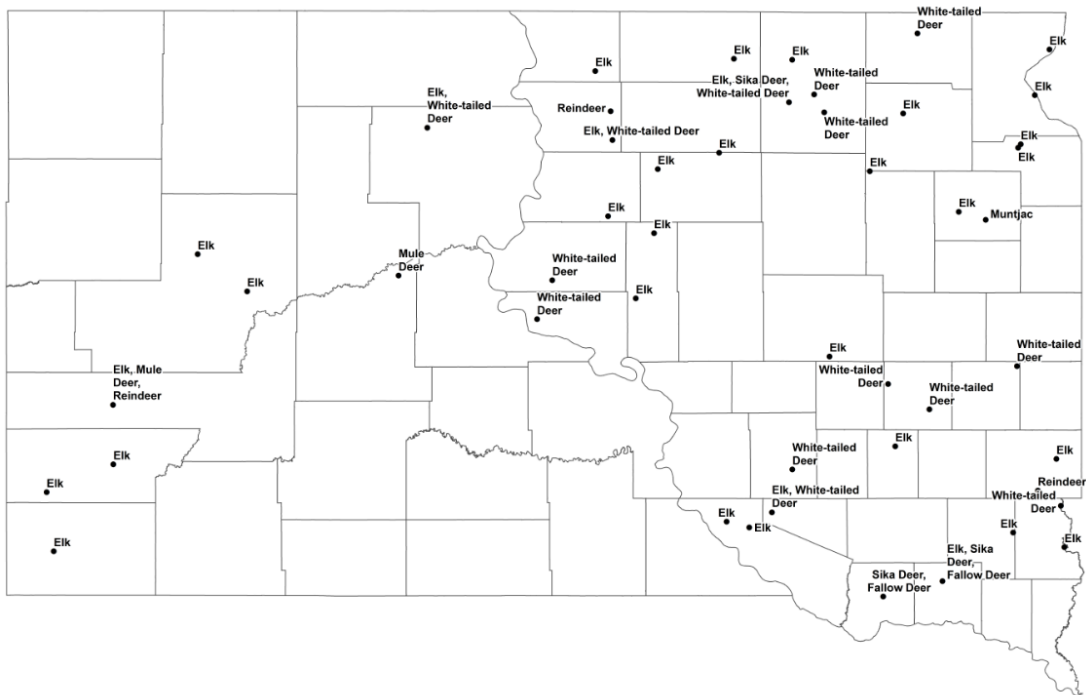 White-tailed
Deer
Elk
Elk
Elk
Elk
Elk, Sika Deer,
White-tailed Deer
White-tailed
Deer
Elk,
White-tailed
Deer
Reindeer
Elk
Elk
White-tailed
Deer
Elk, White-tailed Deer
Elk
Elk
Elk
Elk
Elk
Elk
Elk
Muntjac
Elk
Elk
Mule
Deer
White-tailed
Deer
Elk
White-tailed
Deer
Elk
Elk
White-tailed
Deer
Elk, Mule
Deer,
Reindeer
White-tailed
Deer
White-tailed
Deer
Elk
White-tailed
Deer
Elk
Elk
Elk
Reindeer
Elk, White-tailed
Deer
White-tailed
Deer
Elk
Elk
Elk
Elk
Elk
Elk, Sika
Deer,
Fallow Deer
Sika Deer,
Fallow Deer